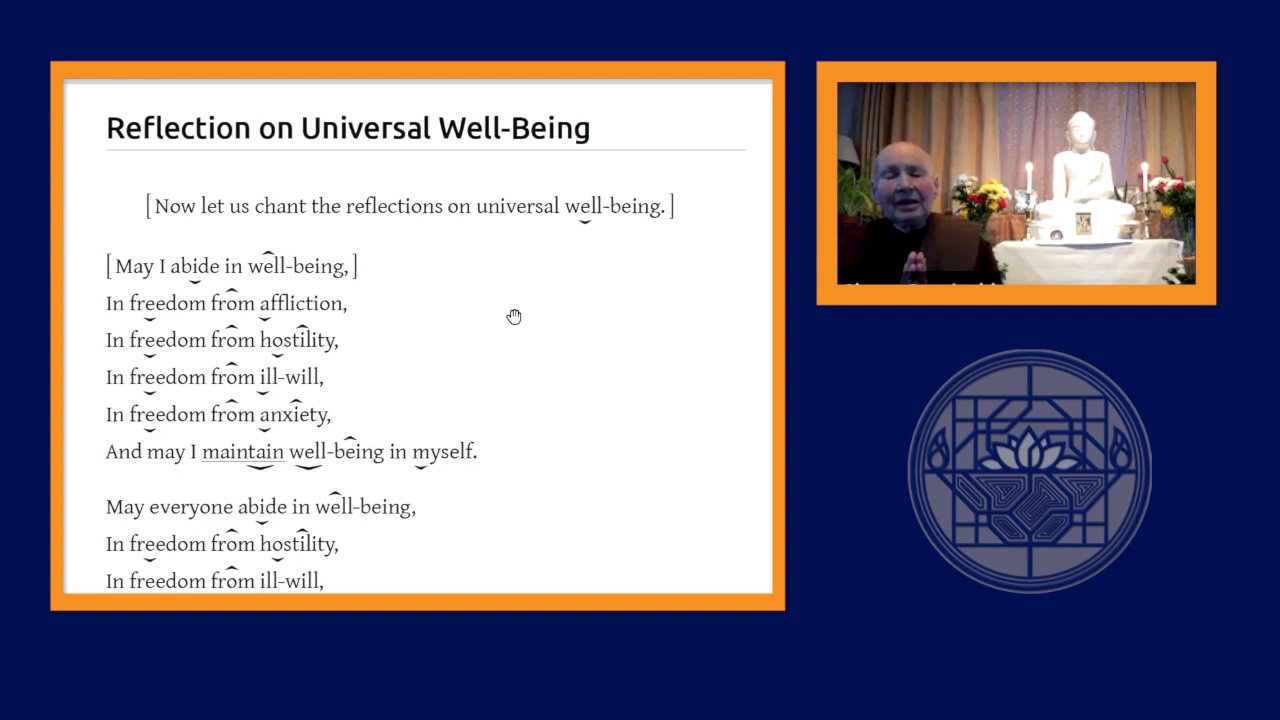 Reflection on Universal Well-Being
[Now let us chant the reflections on universal well-being.]
[May I abide in well-being,]
In freedom from affliction,
In freedom from hostility,
In freedom from ill-will,
In freedom from anxiety,
And may I maintain well-being in myself.
May everyone abide in well-being,
In freedom from hostility,
In freedom from ill-will,